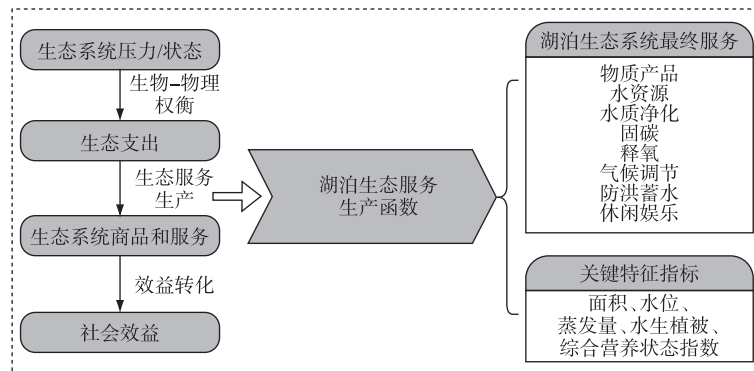 生态系统压力/状态
生物–物理
权衡
生态支出
生态服务
生产
生态系统商品和服务
效益转化
社会效益
湖泊生态服务
生产函数
湖泊生态系统最终服务
物质产品
水资源
水质净化
固碳
释氧
气候调节
防洪蓄水
休闲娱乐
关键特征指标
面积、水位、
蒸发量、水生植被、
综合营养状态指数